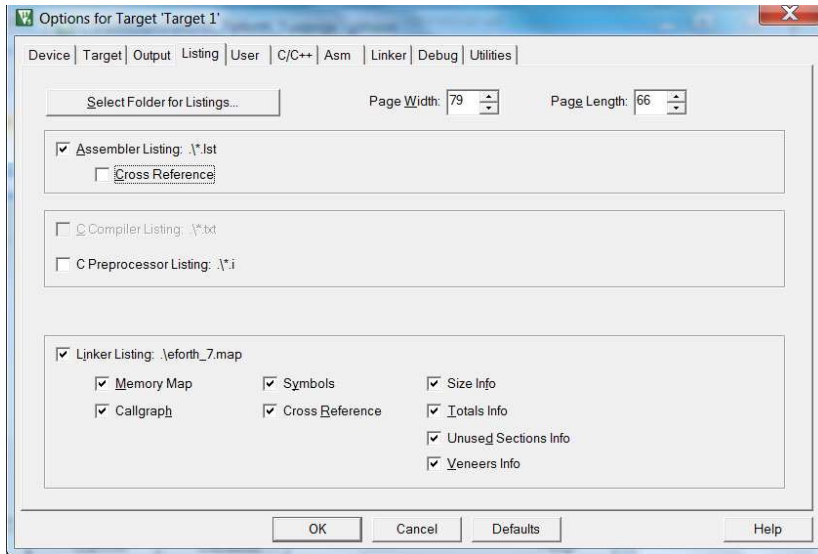 Options for Target 'Target 1'
Device Target Output Listing User C/C++ Asm Linker Debug Utilities
Select Folder for Listings... Page Width: 79 Page Length: 66
Assembler Listing: .\*.lst
Cross Reference
C Compiler Listing: .\*.txt
C Preprocessor Listing: .\*.i
Linker Listing: .\eforth_7.map
Memory Map Symbols Size Info
Callgraph Cross Reference Totals Info
Unused Sections Info
Veneers Info
OK Cancel Defaults Help